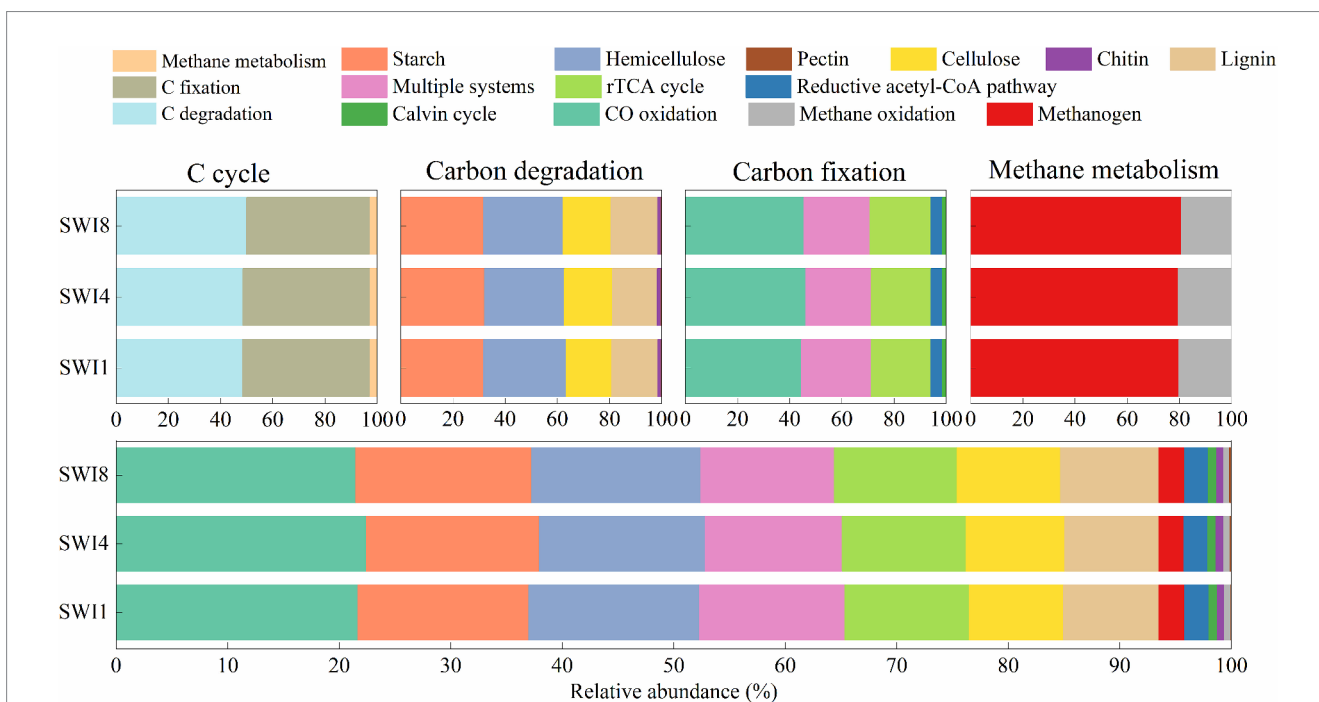 Methane metabolism Starch Hemicellulose Pectin Cellulose Chitin Lignin
C fixation Multiple systems rTCA cycle Reductive acetyl-CoA pathway
C degradation Calvin cycle CO oxidation Methane oxidation Methanogen
C cycle Carbon degradation Carbon fixation Methane metabolism
SWI8
SWI4
SWI1
0 20 40 60 80 100 0 20 40 60 80 100 0 20 40 60 80 100 0 20 40 60 80 100
SWI8
SWI4
SWI1
0 10 20 30 40 50 60 70 80 90 100
Relative abundance (%)